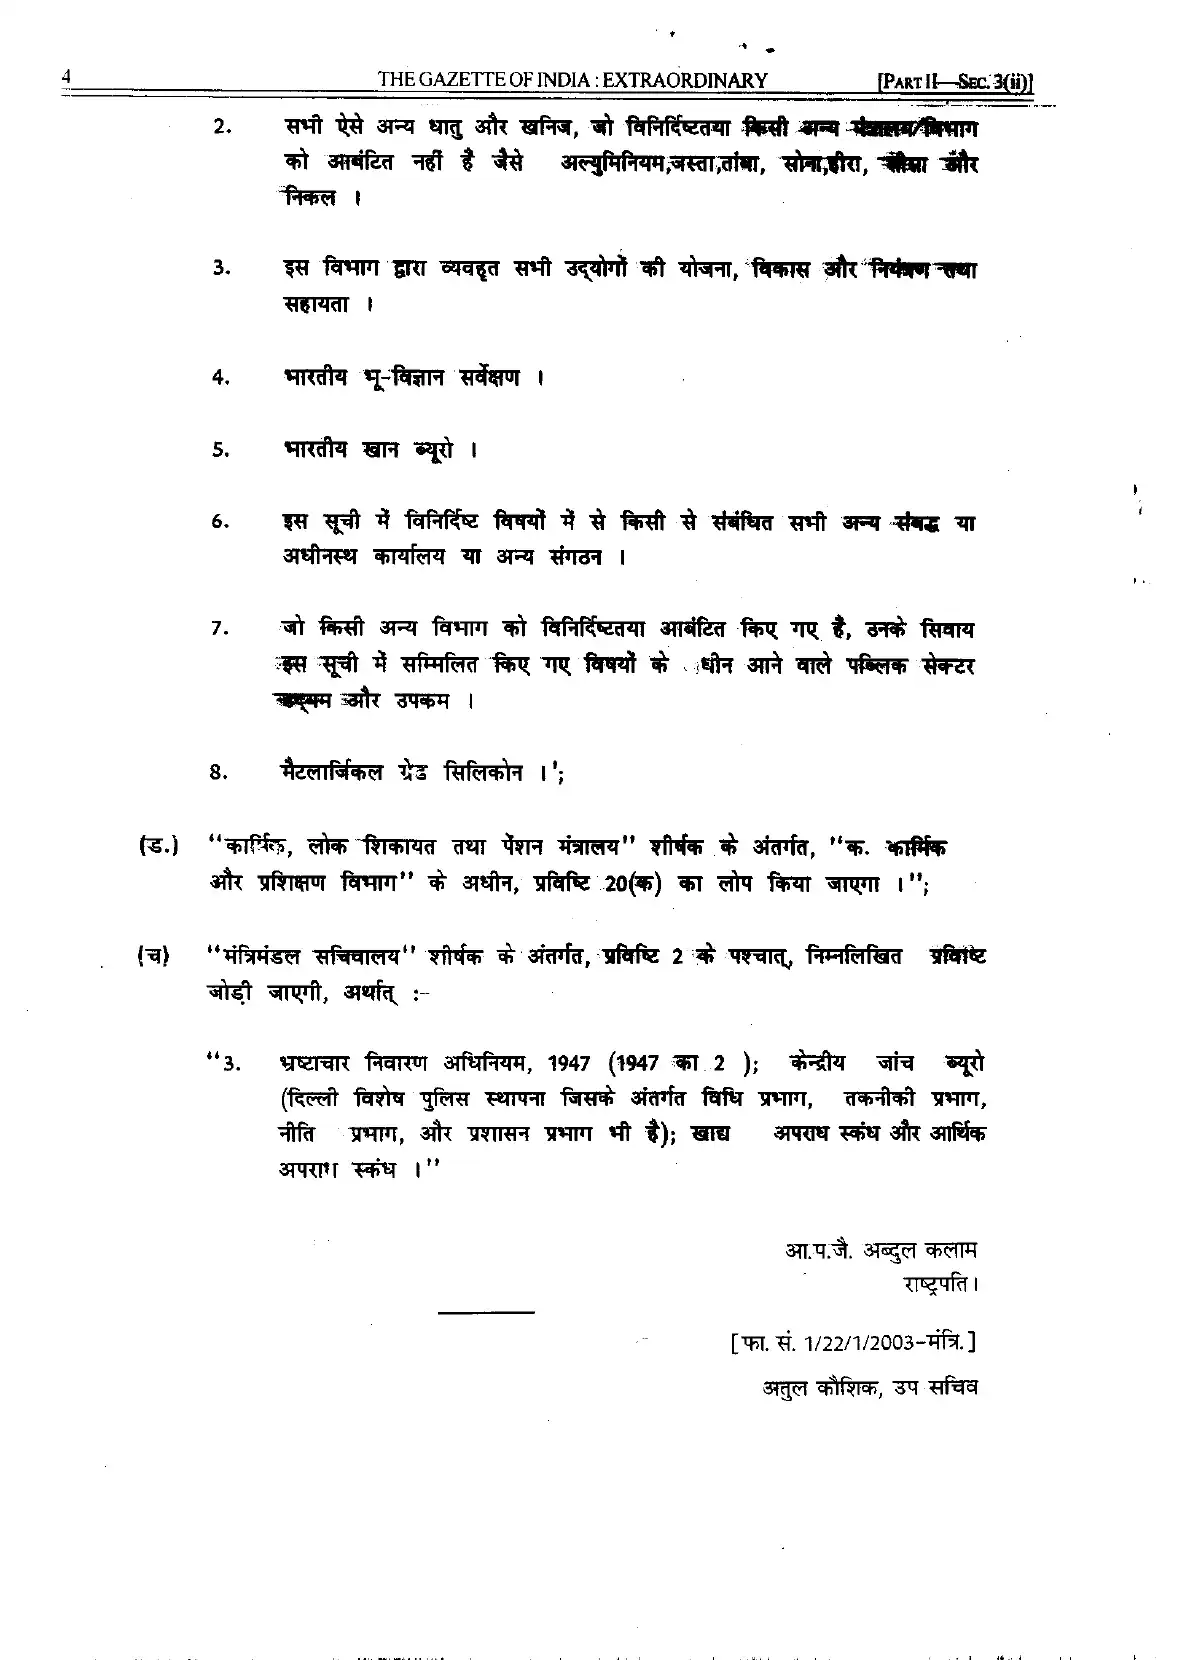 4 THE GAZETTE OF INDIA : EXTRAORDINARY [PART II—SEC. 3(ii)]
2. सभी ऐसे अन्य धातु और खनिज, जो विनिर्दिष्टतया किसी अन्य मंत्रालय/विभाग
को आबंटित नहीं है जैसे अल्युमिनियम,जस्ता,तांबा, सोना,हीरा, सीसा और
निकल ।
3. इस विभाग द्वारा व्यवहृत सभी उद्योगों की योजना, विकास और नियंत्रण तथा
सहायता ।
4. भारतीय भू-विज्ञान सर्वेक्षण ।
5. भारतीय खान ब्यूरो ।
6. इस सूची में विनिर्दिष्ट विषयों में से किसी से संबंधित सभी अन्य संबद्ध या
अधीनस्थ कार्यालय या अन्य संगठन ।
7. जो किसी अन्य विभाग को विनिर्दिष्टतया आबंटित किए गए है, उनके सिवाय
इस सूची में सम्मिलित किए गए विषयों के धीन आने वाले पब्लिक सेक्टर
उद्यम और उपकम ।
8. मैटलार्जिकल ग्रेड सिलिकोन ।';
(ड.) "कार्मिक, लोक शिकायत तथा पेंशन मंत्रालय" शीर्षक के अंतर्गत, "क. कार्मिक
और प्रशिक्षण विभाग" के अधीन, प्रविष्टि 20(क) का लोप किया जाएगा ।";
(च) "मंत्रिमंडल सचिवालय" शीर्षक के अंतर्गत, प्रविष्टि 2 के पश्चात्, निम्नलिखित प्रविष्टि
जोड़ी जाएगी, अर्थात् :-
"3. भ्रष्टाचार निवारण अधिनियम, 1947 (1947 का 2 ); केन्द्रीय जांच ब्यूरो
(दिल्ली विशेष पुलिस स्थापना जिसके अंतर्गत विधि प्रभाग, तकनीकी प्रभाग,
नीति प्रभाग, और प्रशासन प्रभाग भी है); खाद्य अपराध स्कंध और आर्थिक
अपराध स्कंध ।"
आ.प.जै. अब्दुल कलाम
राष्ट्रपति।
[फा. सं. 1/22/1/2003-मंत्रि.]
अतुल कौशिक, उप सचिव